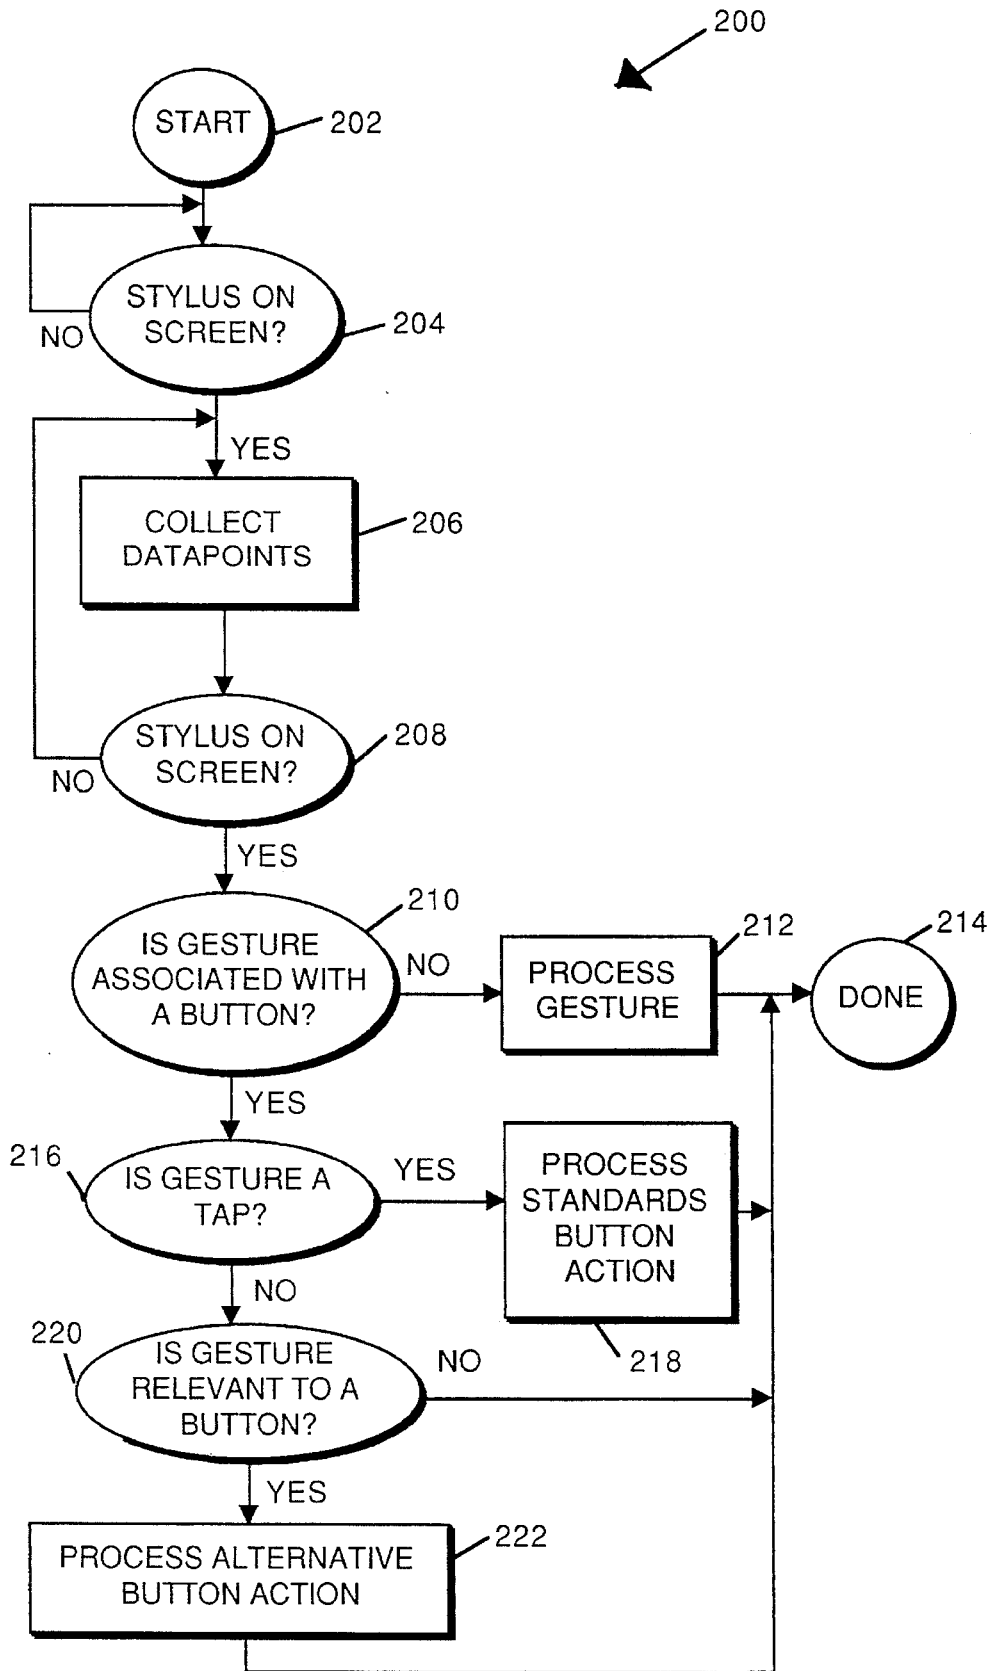 200
START
202
STYLUS ON
SCREEN?
204
NO
YES
COLLECT
DATAPOINTS
206
STYLUS ON
SCREEN?
208
NO
YES
210
IS GESTURE
ASSOCIATED WITH
A BUTTON?
NO
PROCESS
GESTURE
212
214
DONE
YES
216
IS GESTURE A
TAP?
YES
PROCESS
STANDARDS
BUTTON
ACTION
218
NO
220
IS GESTURE
RELEVANT TO A
BUTTON?
NO
YES
PROCESS ALTERNATIVE
BUTTON ACTION
222